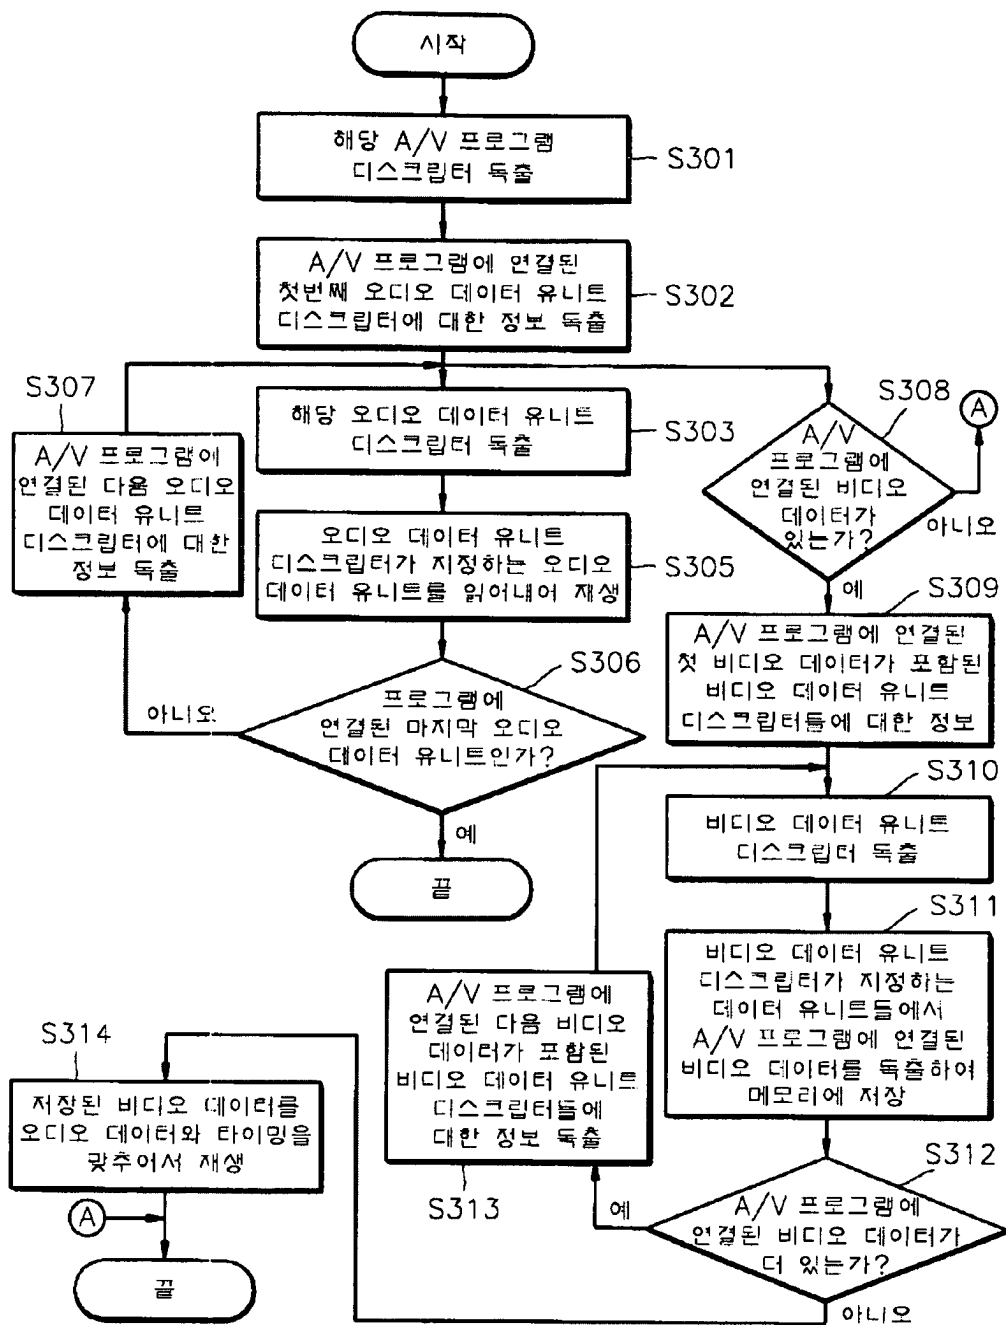 시작
해당 A/V 프로그램
디스크립터 독출
S301
A/V 프로그램에 연결된
첫번째 오디오 데이터 유니트
디스크립터에 대한 정보 독출
S302
해당 오디오 데이터 유니트
디스크립터 독출
S303
오디오 데이터 유니트
디스크립터가 지정하는 오디오
데이터 유니트를 읽어내어 재생
S305
프로그램에
연결된 마지막 오디오
데이터 유니트인가?
S306
아니오
예
끝
S307
A/V 프로그램에
연결된 다음 오디오
데이터 유니트
디스크립터에 대한
정보 독출
S308
A/V
프로그램에
연결된 비디오
데이터가
있는가?
아니오
A
예
S309
A/V 프로그램에 연결된
첫 비디오 데이터가 포함된
비디오 데이터 유니트
디스크립터들에 대한 정보
S310
비디오 데이터 유니트
디스크립터 독출
S311
비디오 데이터 유니트
디스크립터가 지정하는
데이터 유니트들에서
A/V 프로그램에 연결된
비디오 데이터를 독출하여
메모리에 저장
S312
A/V 프로그램에
연결된 비디오 데이터가
더 있는가?
예
아니오
A/V 프로그램에
연결된 다음 비디오
데이터가 포함된
비디오 데이터 유니트
디스크립터들에
대한 정보 독출
S313
S314
저장된 비디오 데이터를
오디오 데이터와 타이밍을
맞추어서 재생
A
끝